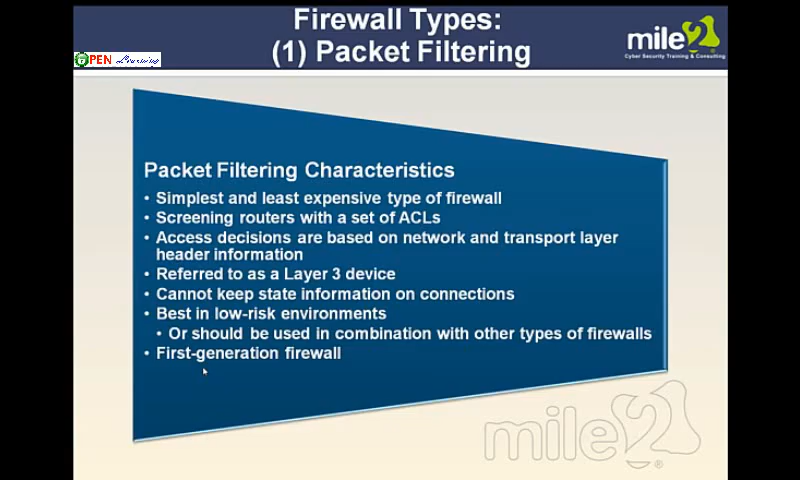 Firewall Types:
(1) Packet Filtering
OPEN Learning
mile2
Cyber Security Training & Consulting
Packet Filtering Characteristics
• Simplest and least expensive type of firewall
• Screening routers with a set of ACLs
• Access decisions are based on network and transport layer
header information
• Referred to as a Layer 3 device
• Cannot keep state information on connections
• Best in low-risk environments
• Or should be used in combination with other types of firewalls
• First-generation firewall
mile2
®